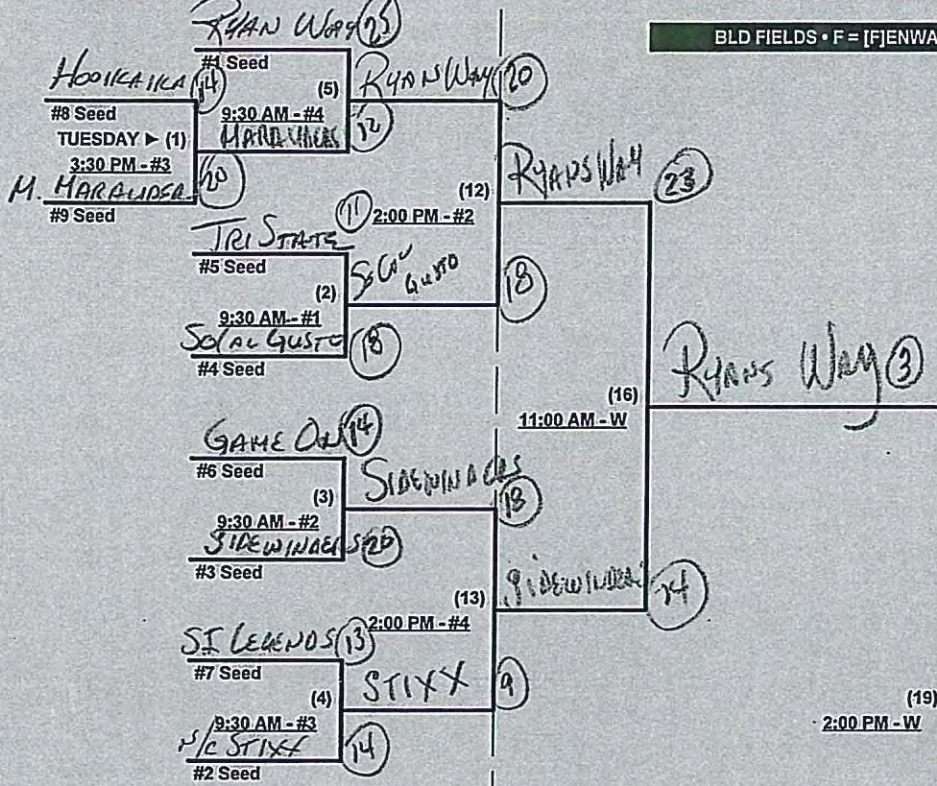 RYAN WAY 25
BLD FIELDS • F = [F]ENWA
#1 Seed
HOOIKAIKA 14
(5)
RYANS WAY 20
#8 Seed
9:30 AM - #4
MARAUDERS 12
TUESDAY ► (1)
3:30 PM - #3
M. MARAUDER 20
#9 Seed
(12)
RYANS WAY 23
11 2:00 PM - #2
TRI STATE
#5 Seed
SO CAL GUSTO 18
(2)
9:30 AM - #1
SOCAL GUSTO 18
#4 Seed
RYANS WAY 3
(16)
11:00 AM - W
GAME ON 14
#6 Seed
SIDEWINDERS 18
(3)
9:30 AM - #2
SIDEWINDERS 20
#3 Seed
(13)
SIDEWINDER 14
2:00 PM - #4
SI LEGENDS 13
#7 Seed
STIXX 9
(4)
9:30 AM - #3
N/C STIXX 14
#2 Seed
(19)
2:00 PM - W